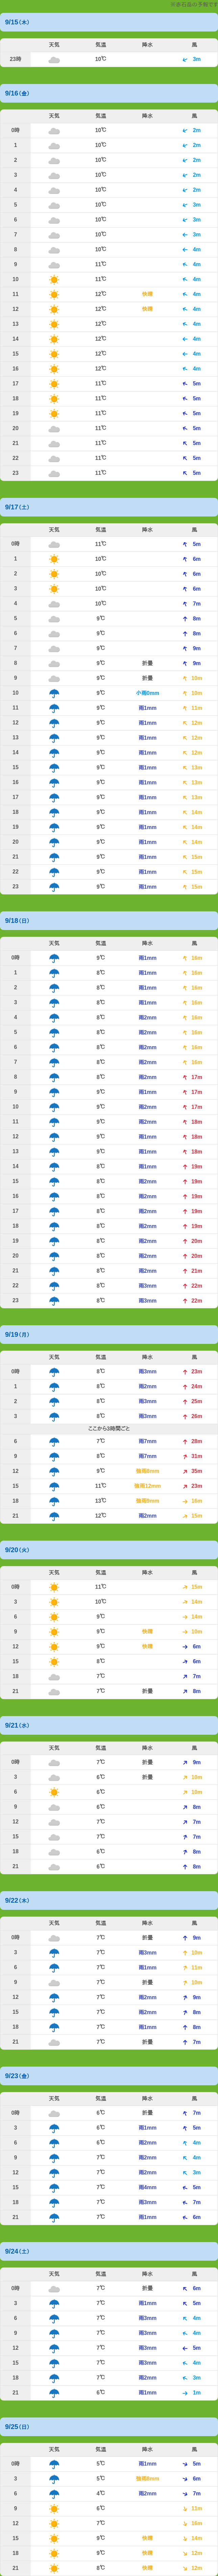 ※赤岳峰の予報です
9/15(木)
天気 気温 降水 風
23時 10℃ 3m
9/16(金)
天気 気温 降水 風
0時 10℃ 2m
1 10℃ 2m
2 10℃ 2m
3 10℃ 2m
4 10℃ 2m
5 10℃ 3m
6 10℃ 3m
7 10℃ 3m
8 10℃ 4m
9 11℃ 4m
10 11℃ 4m
11 12℃ 快晴 4m
12 12℃ 快晴 4m
13 12℃ 4m
14 12℃ 4m
15 12℃ 4m
16 12℃ 4m
17 11℃ 5m
18 11℃ 5m
19 11℃ 5m
20 11℃ 5m
21 11℃ 5m
22 11℃ 5m
23 11℃ 5m
9/17(土)
天気 気温 降水 風
0時 11℃ 5m
1 10℃ 6m
2 10℃ 6m
3 10℃ 6m
4 10℃ 7m
5 9℃ 8m
6 9℃ 8m
7 9℃ 9m
8 9℃ 折畳 9m
9 9℃ 折畳 10m
10 9℃ 小雨0mm 10m
11 9℃ 雨1mm 11m
12 9℃ 雨1mm 12m
13 9℃ 雨1mm 12m
14 9℃ 雨1mm 12m
15 9℃ 雨1mm 13m
16 9℃ 雨1mm 13m
17 9℃ 雨1mm 13m
18 9℃ 雨1mm 14m
19 9℃ 雨1mm 14m
20 9℃ 雨1mm 14m
21 9℃ 雨1mm 15m
22 9℃ 雨1mm 15m
23 9℃ 雨1mm 15m
9/18(日)
天気 気温 降水 風
0時 9℃ 雨1mm 16m
1 8℃ 雨1mm 16m
2 8℃ 雨1mm 16m
3 8℃ 雨1mm 16m
4 8℃ 雨2mm 16m
5 8℃ 雨2mm 16m
6 8℃ 雨2mm 16m
7 8℃ 雨2mm 16m
8 8℃ 雨2mm 17m
9 9℃ 雨1mm 17m
10 9℃ 雨2mm 17m
11 9℃ 雨2mm 18m
12 9℃ 雨1mm 18m
13 9℃ 雨1mm 18m
14 8℃ 雨1mm 19m
15 8℃ 雨2mm 19m
16 8℃ 雨2mm 19m
17 8℃ 雨2mm 19m
18 8℃ 雨2mm 19m
19 8℃ 雨2mm 20m
20 8℃ 雨2mm 20m
21 8℃ 雨2mm 21m
22 8℃ 雨3mm 22m
23 8℃ 雨3mm 22m
9/19(月)
天気 気温 降水 風
0時 8℃ 雨3mm 23m
1 8℃ 雨2mm 24m
2 8℃ 雨3mm 25m
3 8℃ 雨3mm 26m
ここから3時間ごと
6 7℃ 雨7mm 28m
9 8℃ 雨7mm 31m
12 9℃ 強雨8mm 35m
15 11℃ 強雨12mm 23m
18 13℃ 強雨9mm 16m
21 12℃ 雨2mm 15m
9/20(火)
天気 気温 降水 風
0時 11℃ 15m
3 10℃ 14m
6 9℃ 14m
9 9℃ 快晴 10m
12 9℃ 快晴 6m
15 8℃ 6m
18 7℃ 7m
21 7℃ 折畳 8m
9/21(水)
天気 気温 降水 風
0時 7℃ 折畳 9m
3 6℃ 折畳 10m
6 6℃ 10m
9 6℃ 8m
12 7℃ 7m
15 7℃ 7m
18 6℃ 8m
21 6℃ 8m
9/22(木)
天気 気温 降水 風
0時 7℃ 折畳 9m
3 7℃ 雨3mm 10m
6 7℃ 雨1mm 11m
9 7℃ 折畳 10m
12 7℃ 雨2mm 9m
15 7℃ 雨2mm 8m
18 7℃ 雨1mm 8m
21 7℃ 折畳 7m
9/23(金)
天気 気温 降水 風
0時 6℃ 折畳 7m
3 6℃ 雨1mm 5m
6 6℃ 雨2mm 4m
9 7℃ 雨2mm 4m
12 7℃ 雨2mm 3m
15 7℃ 雨4mm 5m
18 7℃ 雨3mm 7m
21 7℃ 雨1mm 6m
9/24(土)
天気 気温 降水 風
0時 7℃ 折畳 6m
3 7℃ 雨1mm 5m
6 7℃ 雨3mm 4m
9 7℃ 雨3mm 4m
12 7℃ 雨3mm 5m
15 7℃ 雨3mm 4m
18 7℃ 雨2mm 3m
21 6℃ 雨1mm 1m
9/25(日)
天気 気温 降水 風
0時 5℃ 雨1mm 5m
3 5℃ 強雨8mm 6m
6 4℃ 雨2mm 7m
9 6℃ 11m
12 7℃ 16m
15 9℃ 快晴 14m
18 9℃ 快晴 12m
21 8℃ 快晴 12m